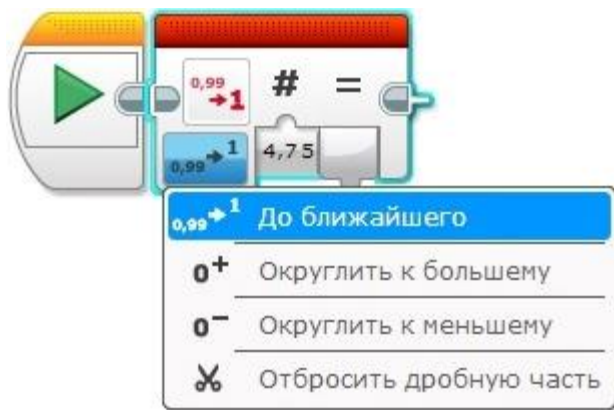 0,99→1 # =
0,99→1 4,75
0,99→1 До ближайшего
0+ Округлить к большему
0− Округлить к меньшему
Отбросить дробную часть